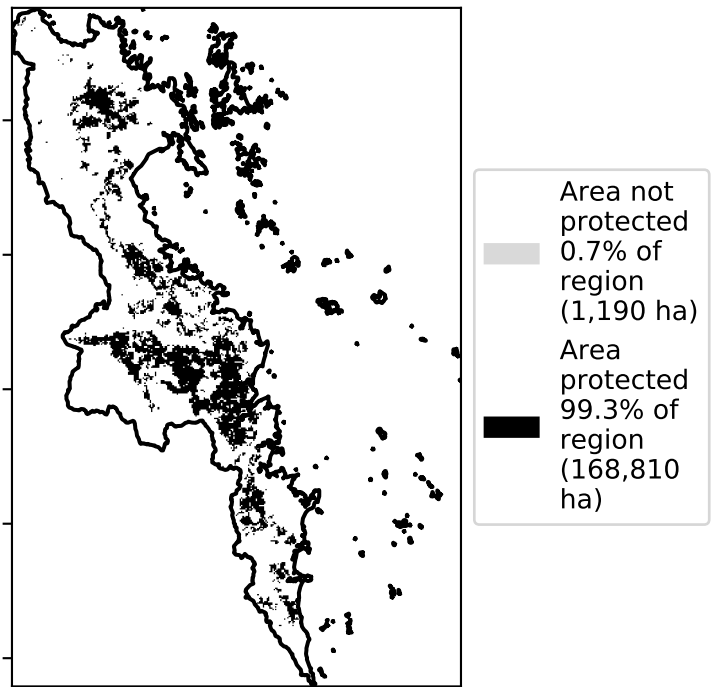 Area not
protected
0.7% of
region
(1,190 ha)
Area
protected
99.3% of
region
(168,810
ha)